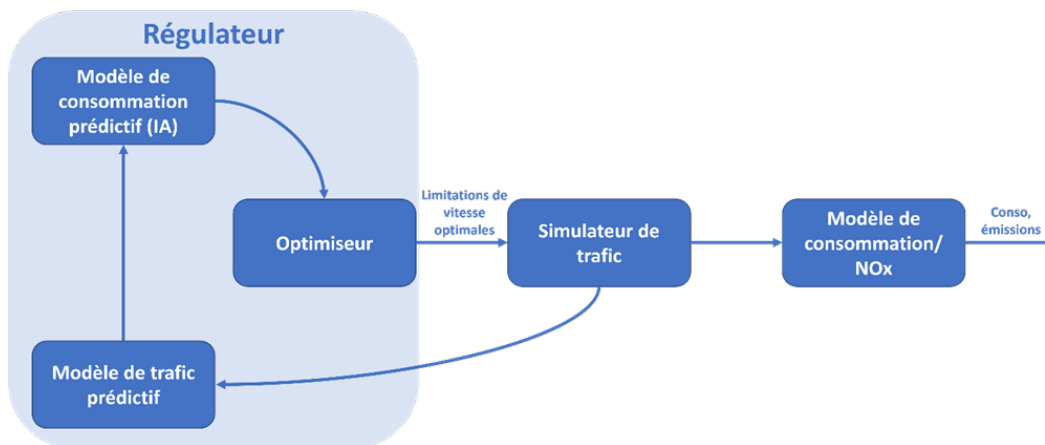 Régulateur
Modèle de
consommation
prédictif (IA)
Optimiseur
Limitations de
vitesse
optimales
Simulateur de
trafic
Modèle de
consommation/
NOx
Conso,
émissions
Modèle de trafic
prédictif